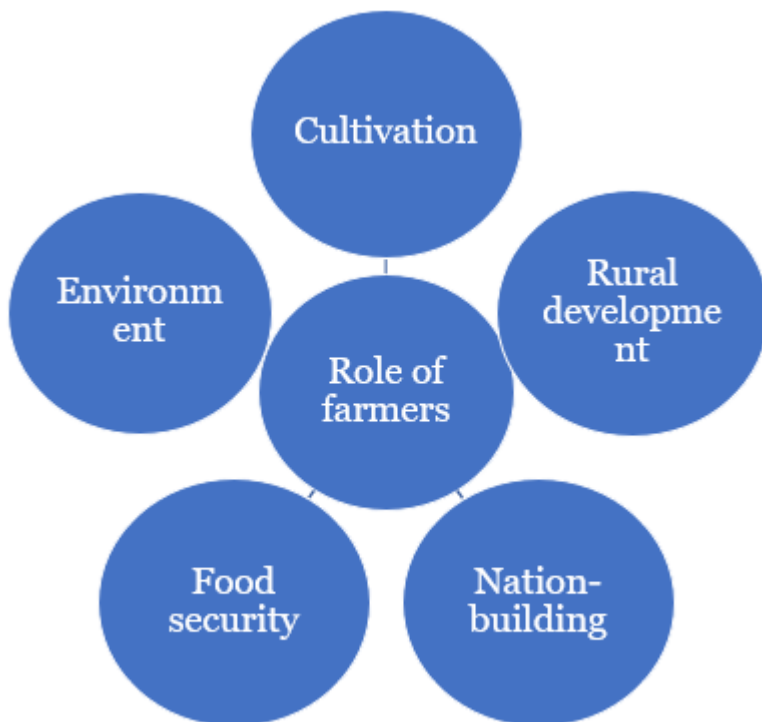 Cultivation
Rural
developme
nt
Nation-
building
Food
security
Environm
ent
Role of
farmers